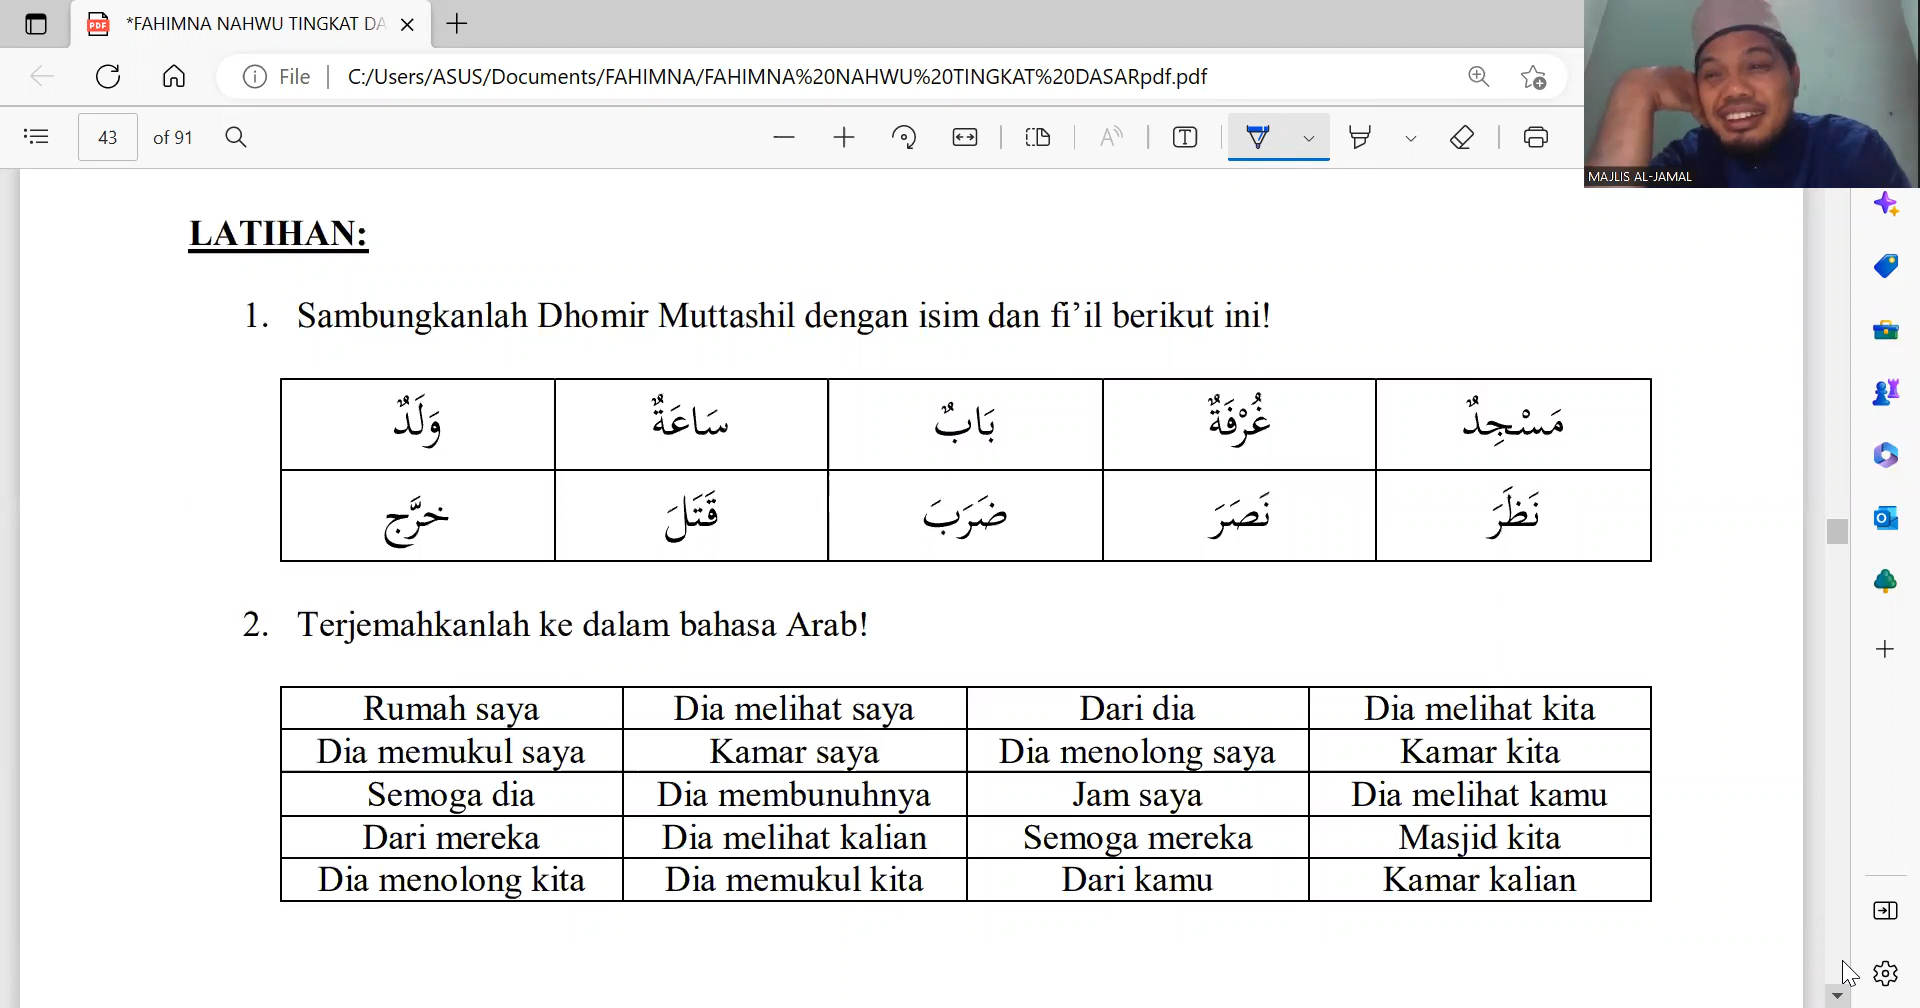 *FAHIMNA NAHWU TINGKAT DA
File
C:/Users/ASUS/Documents/FAHIMNA/FAHIMNA%20NAHWU%20TINGKAT%20DASARpdf.pdf
43 of 91
MAJLIS AL-JAMAL
LATIHAN:
1. Sambungkanlah Dhomir Muttashil dengan isim dan fi’il berikut ini!
مَسْجِدٌ غُرْفَةٌ بَابٌ سَاعَةٌ وَلَدٌ
نَظَرَ نَصَرَ ضَرَبَ قَتَلَ خرَّج
2. Terjemahkanlah ke dalam bahasa Arab!
Rumah saya Dia melihat saya Dari dia Dia melihat kita
Dia memukul saya Kamar saya Dia menolong saya Kamar kita
Semoga dia Dia membunuhnya Jam saya Dia melihat kamu
Dari mereka Dia melihat kalian Semoga mereka Masjid kita
Dia menolong kita Dia memukul kita Dari kamu Kamar kalian